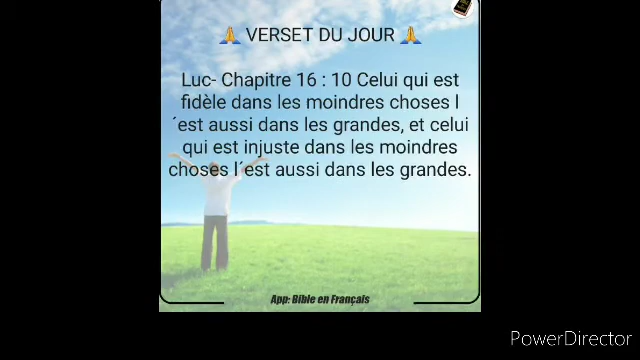 🙏 VERSET DU JOUR 🙏
Luc- Chapitre 16 : 10 Celui qui est
fidèle dans les moindres choses l
´est aussi dans les grandes, et celui
qui est injuste dans les moindres
choses l´est aussi dans les grandes.
App: Bible en Français
PowerDirector